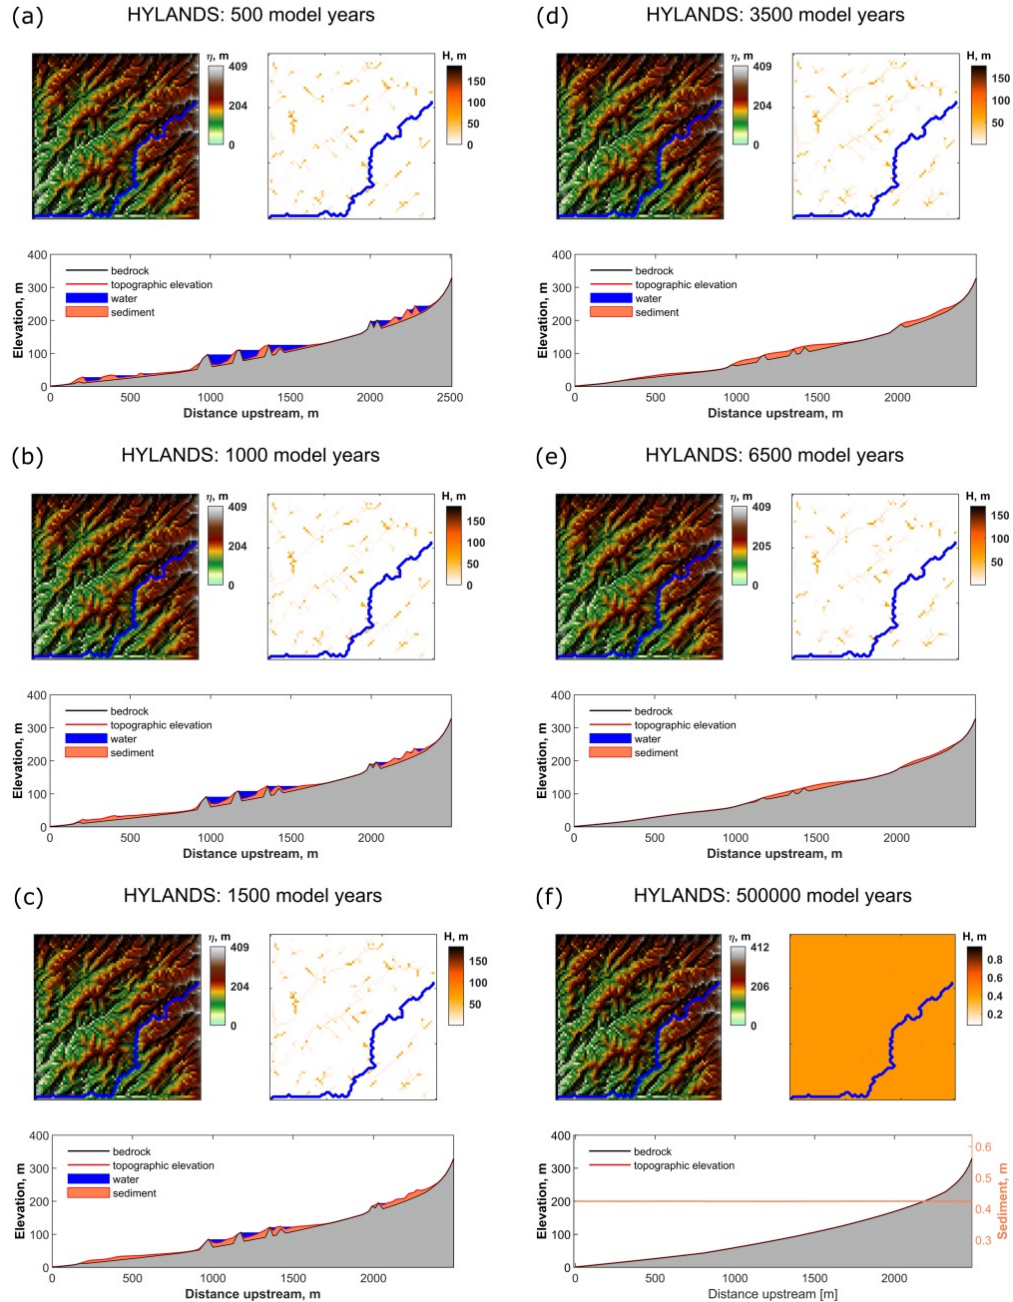 (a)
HYLANDS: 500 model years
η, m
409
204
0
H, m
150
100
50
0
400
300
200
100
0
Elevation, m
bedrock
topographic elevation
water
sediment
0 500 1000 1500 2000 2500
Distance upstream, m
(d)
HYLANDS: 3500 model years
η, m
409
204
0
H, m
150
100
50
0
400
300
200
100
0
Elevation, m
bedrock
topographic elevation
water
sediment
0 500 1000 1500 2000
Distance upstream, m
(b)
HYLANDS: 1000 model years
η, m
409
204
0
H, m
150
100
50
400
300
200
100
0
Elevation, m
bedrock
topographic elevation
water
sediment
0 500 1000 1500 2000
Distance upstream, m
(e)
HYLANDS: 6500 model years
η, m
409
205
0
H, m
150
100
50
400
300
200
100
0
Elevation, m
bedrock
topographic elevation
water
sediment
0 500 1000 1500 2000
Distance upstream, m
(c)
HYLANDS: 1500 model years
η, m
409
204
0
H, m
150
100
50
400
300
200
100
0
Elevation, m
bedrock
topographic elevation
water
sediment
0 500 1000 1500 2000
Distance upstream, m
(f)
HYLANDS: 500000 model years
η, m
412
206
0
H, m
0.8
0.6
0.4
0.2
400
300
200
100
0
Elevation, m
bedrock
topographic elevation
0.6
0.5
0.4
0.3
Sediment, m
0 500 1000 1500 2000
Distance upstream [m]